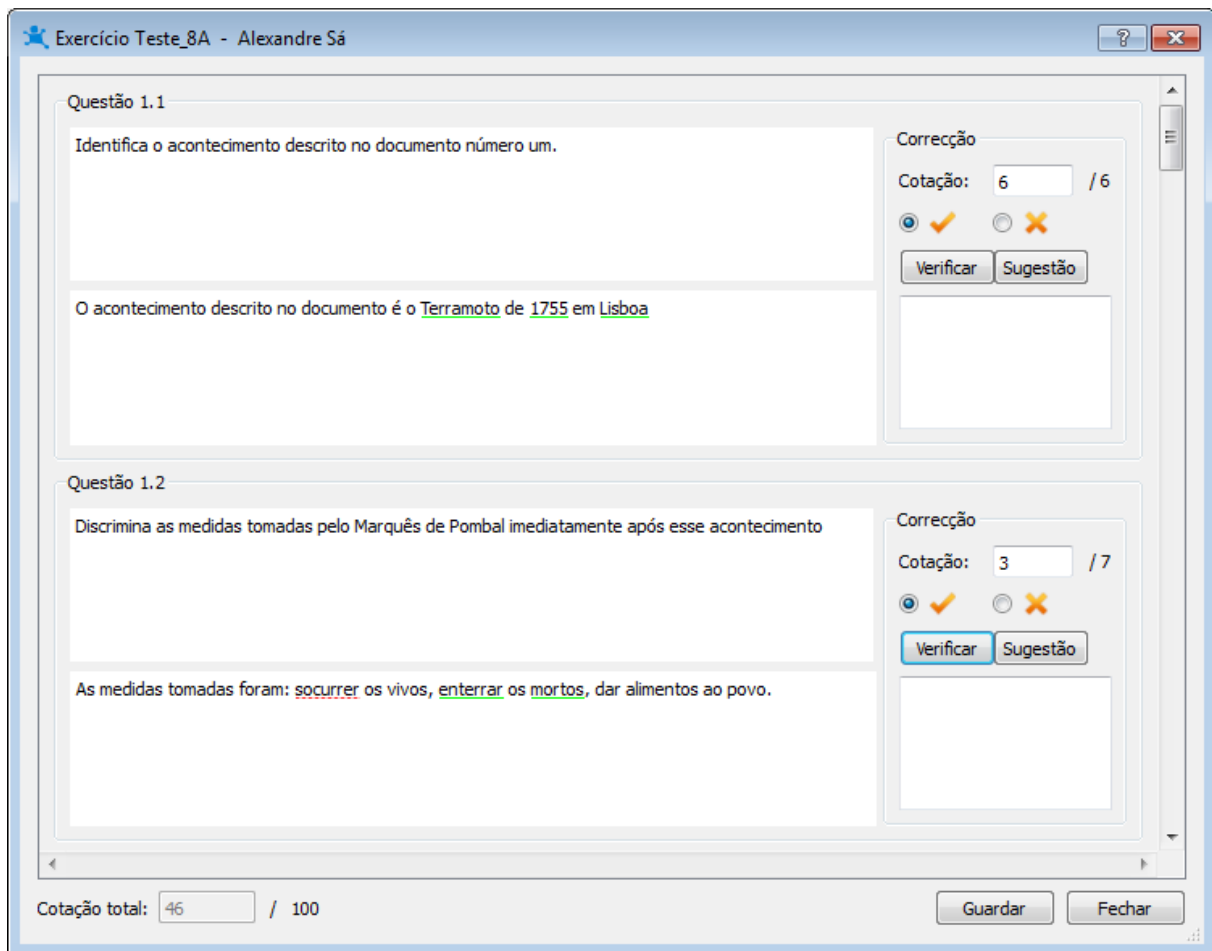 Exercício Teste_8A - Alexandre Sá
?
Questão 1.1
Identifica o acontecimento descrito no documento número um.
Correcção
Cotação: 6 / 6
Verificar Sugestão
O acontecimento descrito no documento é o Terramoto de 1755 em Lisboa
Questão 1.2
Discrimina as medidas tomadas pelo Marquês de Pombal imediatamente após esse acontecimento
Correcção
Cotação: 3 / 7
Verificar Sugestão
As medidas tomadas foram: socurrer os vivos, enterrar os mortos, dar alimentos ao povo.
Cotação total: 46 / 100
Guardar Fechar